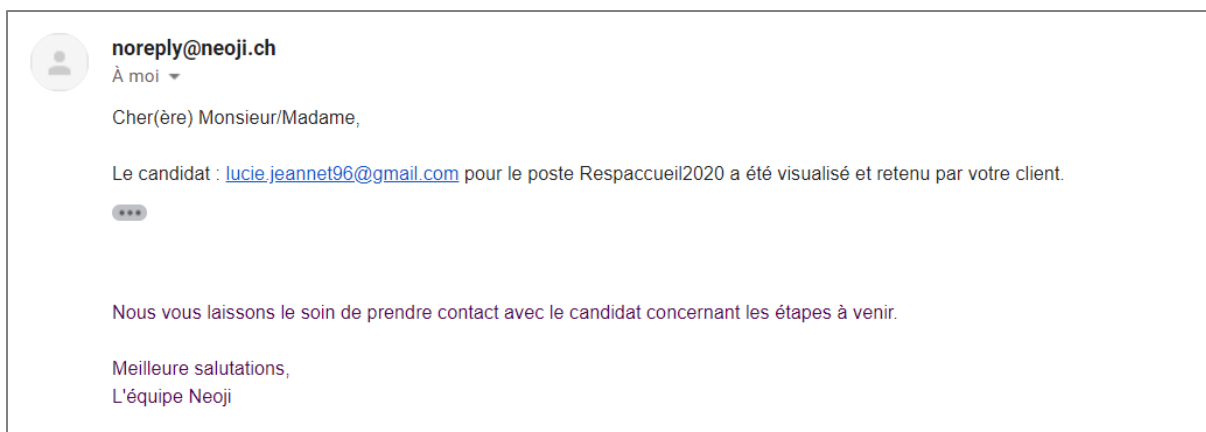 noreply@neoji.ch
À moi
Cher(ère) Monsieur/Madame,
Le candidat : lucie.jeannet96@gmail.com pour le poste Respaccueil2020 a été visualisé et retenu par votre client.
Nous vous laissons le soin de prendre contact avec le candidat concernant les étapes à venir.
Meilleure salutations,
L'équipe Neoji